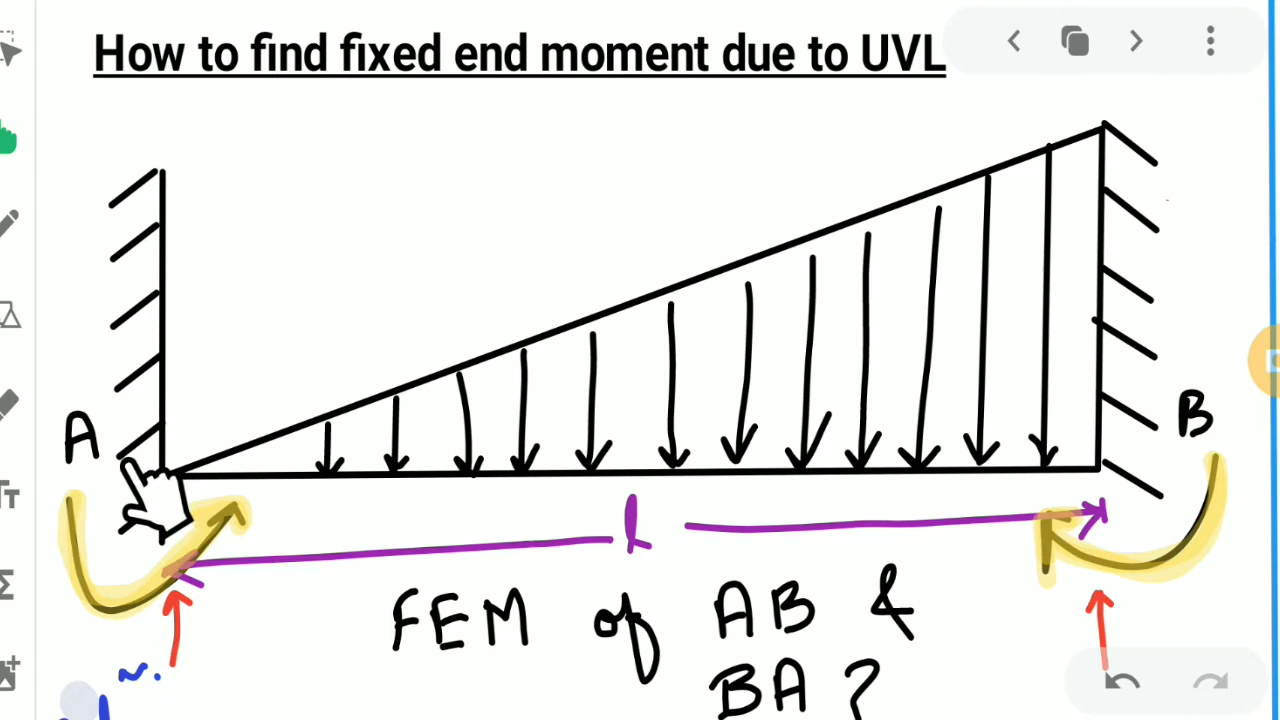 How to find fixed end moment due to UVL
A
B
l
FEM of AB &
BA ?